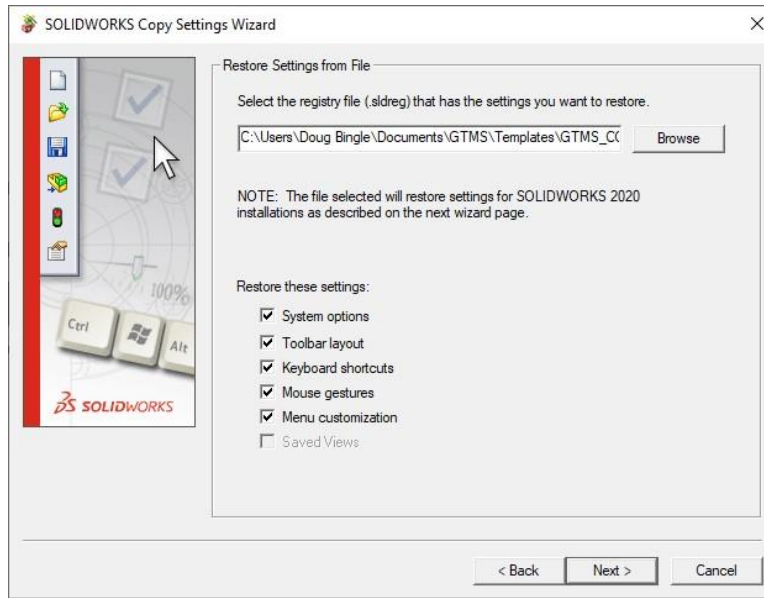 SOLIDWORKS Copy Settings Wizard
Restore Settings from File
Select the registry file (.sldreg) that has the settings you want to restore.
C:\Users\Doug Bingle\Documents\GTMS\Templates\GTMS_CO
Browse
NOTE: The file selected will restore settings for SOLIDWORKS 2020
installations as described on the next wizard page.
100%
Ctrl
Alt
SOLIDWORKS
Restore these settings:
System options
Toolbar layout
Keyboard shortcuts
Mouse gestures
Menu customization
Saved Views
< Back
Next >
Cancel